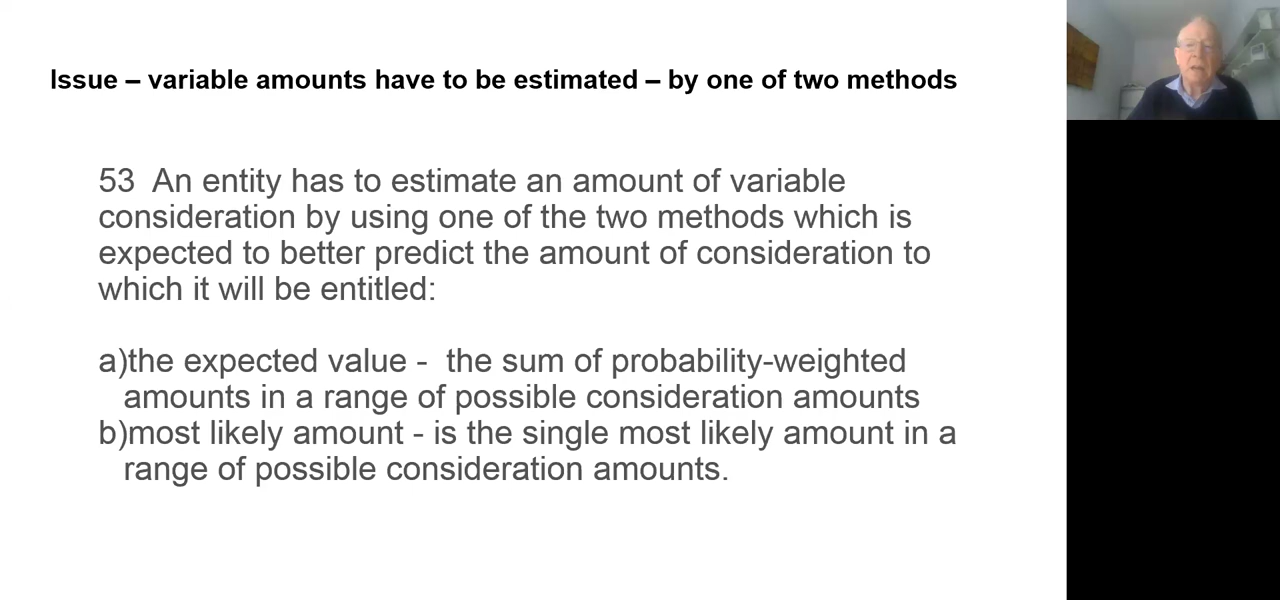 Issue – variable amounts have to be estimated – by one of two methods
53  An entity has to estimate an amount of variable
consideration by using one of the two methods which is
expected to better predict the amount of consideration to
which it will be entitled:
a)the expected value -  the sum of probability-weighted
amounts in a range of possible consideration amounts
b)most likely amount - is the single most likely amount in a
range of possible consideration amounts.